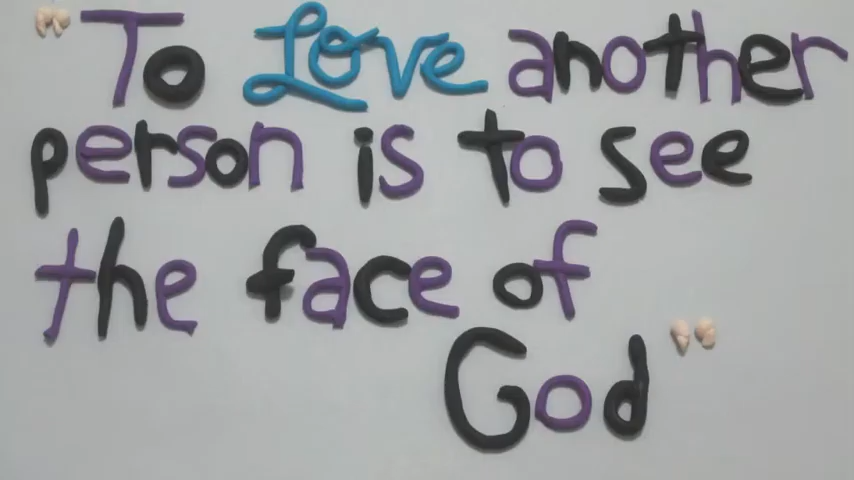 "To Love another
person is to see
the face of
God"